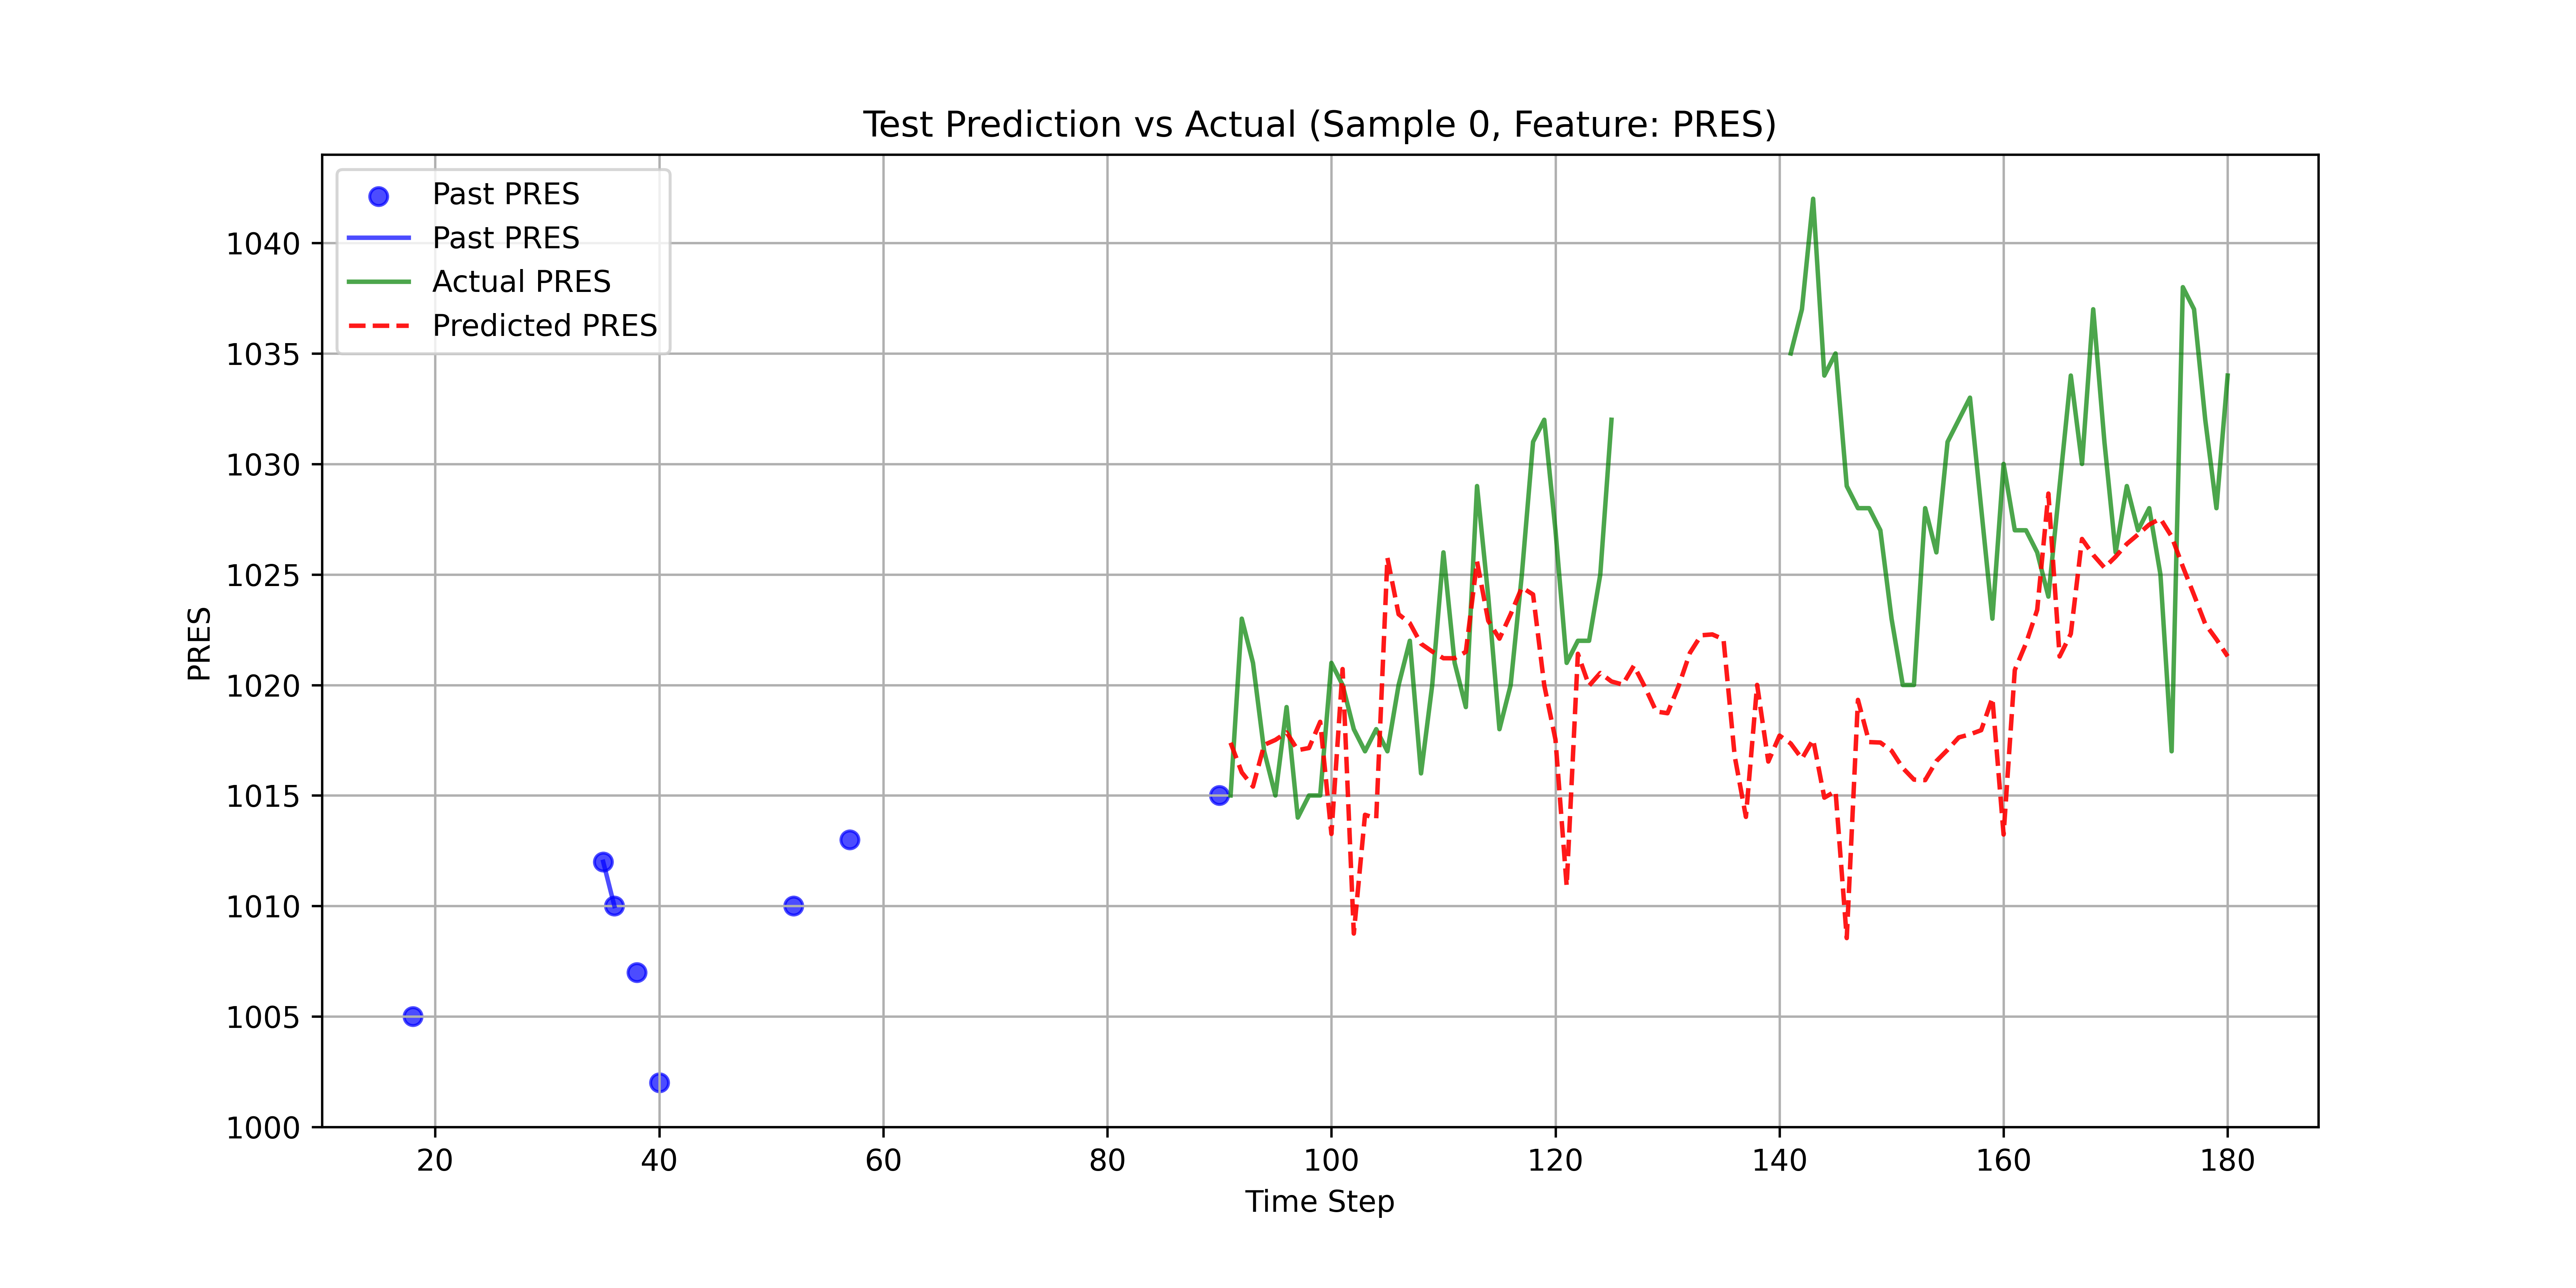 Test Prediction vs Actual (Sample 0, Feature: PRES)
Past PRES
Past PRES
Actual PRES
Predicted PRES
PRES
1040
1035
1030
1025
1020
1015
1010
1005
1000
20 40 60 80 100 120 140 160 180
Time Step